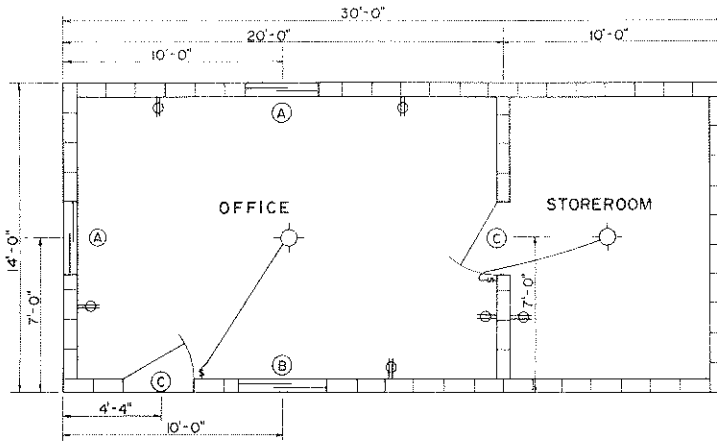 30'-0"
20'-0"
10'-0"
10'-0"
A
OFFICE
STOREROOM
A
C
14'-0"
7'-0"
S
7'-0"
S
B
C
4'-4"
10'-0"